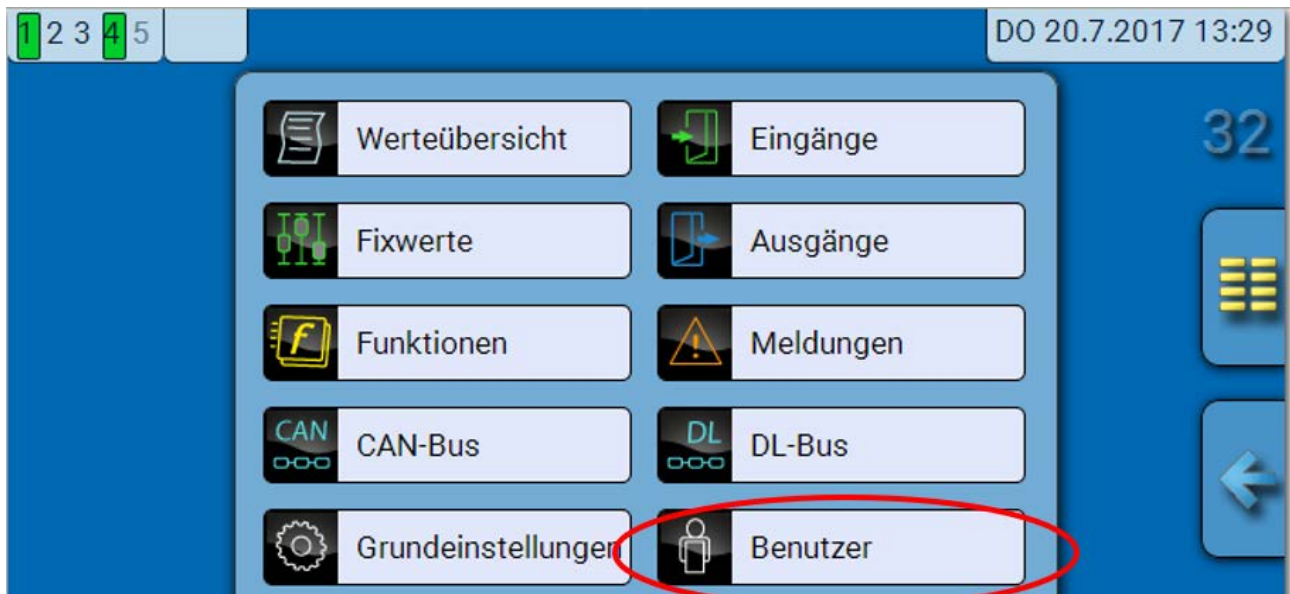 1 2 3 4 5
DO 20.7.2017 13:29
32
Werteübersicht
Eingänge
Fixwerte
Ausgänge
f Funktionen
Meldungen
CAN CAN-Bus
DL DL-Bus
Grundeinstellungen
Benutzer